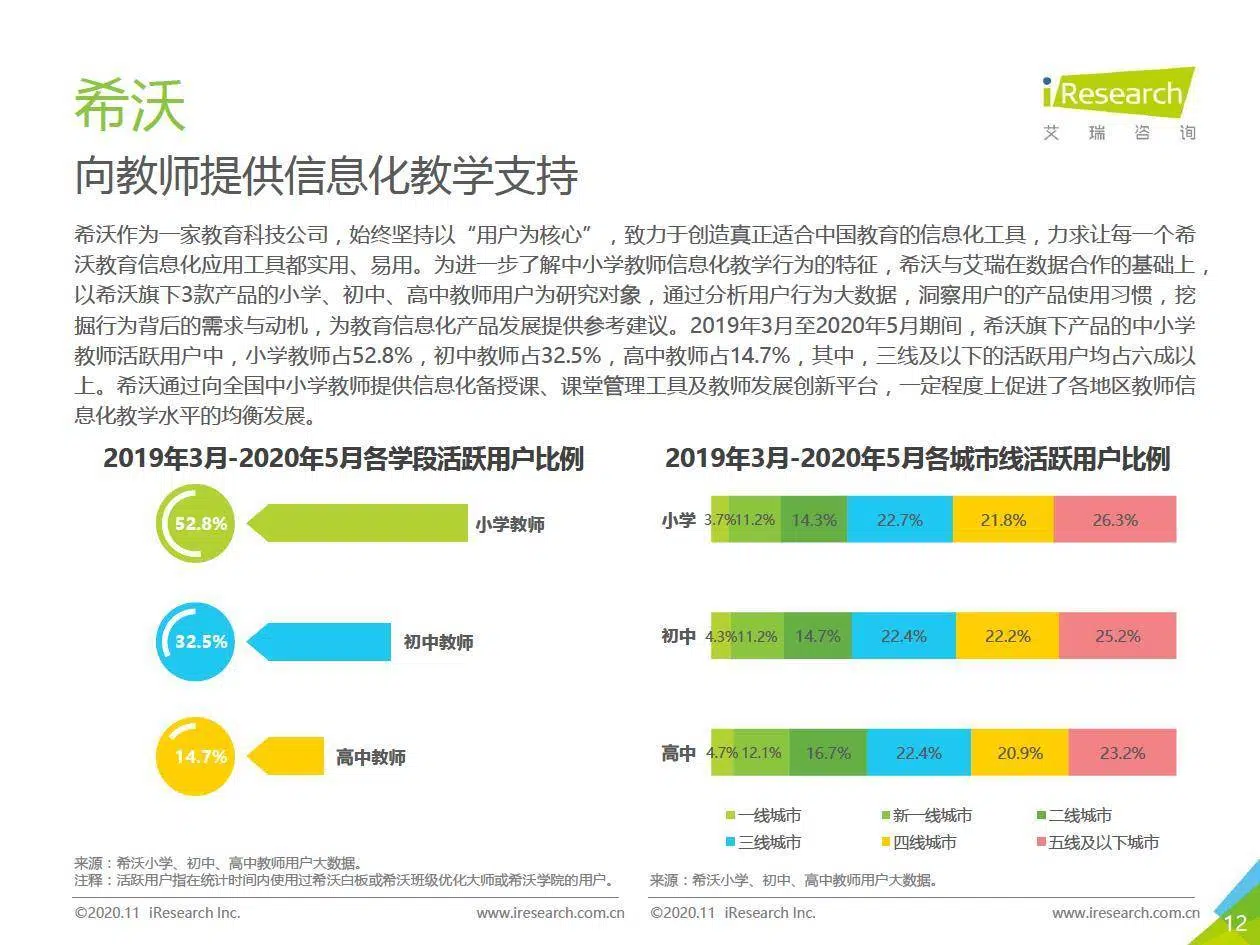 希沃
iResearch
艾瑞咨询
向教师提供信息化教学支持
希沃作为一家教育科技公司，始终坚持以“用户为核心”，致力于创造真正适合中国教育的信息化工具，力求让每一个希
沃教育信息化应用工具都实用、易用。为进一步了解中小学教师信息化教学行为的特征，希沃与艾瑞在数据合作的基础上，
以希沃旗下3款产品的小学、初中、高中教师用户为研究对象，通过分析用户行为大数据，洞察用户的产品使用习惯，挖
掘行为背后的需求与动机，为教育信息化产品发展提供参考建议。2019年3月至2020年5月期间，希沃旗下产品的中小学
教师活跃用户中，小学教师占52.8%，初中教师占32.5%，高中教师占14.7%，其中，三线及以下的活跃用户均占六成以
上。希沃通过向全国中小学教师提供信息化备授课、课堂管理工具及教师发展创新平台，一定程度上促进了各地区教师信
息化教学水平的均衡发展。
2019年3月-2020年5月各学段活跃用户比例
52.8% 小学教师
32.5% 初中教师
14.7% 高中教师
来源：希沃小学、初中、高中教师用户大数据。
注释：活跃用户指在统计时间内使用过希沃白板或希沃班级优化大师或希沃学院的用户。
©2020.11 iResearch Inc. www.iresearch.com.cn
2019年3月-2020年5月各城市线活跃用户比例
小学 3.7% 11.2% 14.3% 22.7% 21.8% 26.3%
初中 4.3% 11.2% 14.7% 22.4% 22.2% 25.2%
高中 4.7% 12.1% 16.7% 22.4% 20.9% 23.2%
一线城市 新一线城市 二线城市
三线城市 四线城市 五线及以下城市
来源：希沃小学、初中、高中教师用户大数据。
©2020.11 iResearch Inc. www.iresearch.com.cn
12